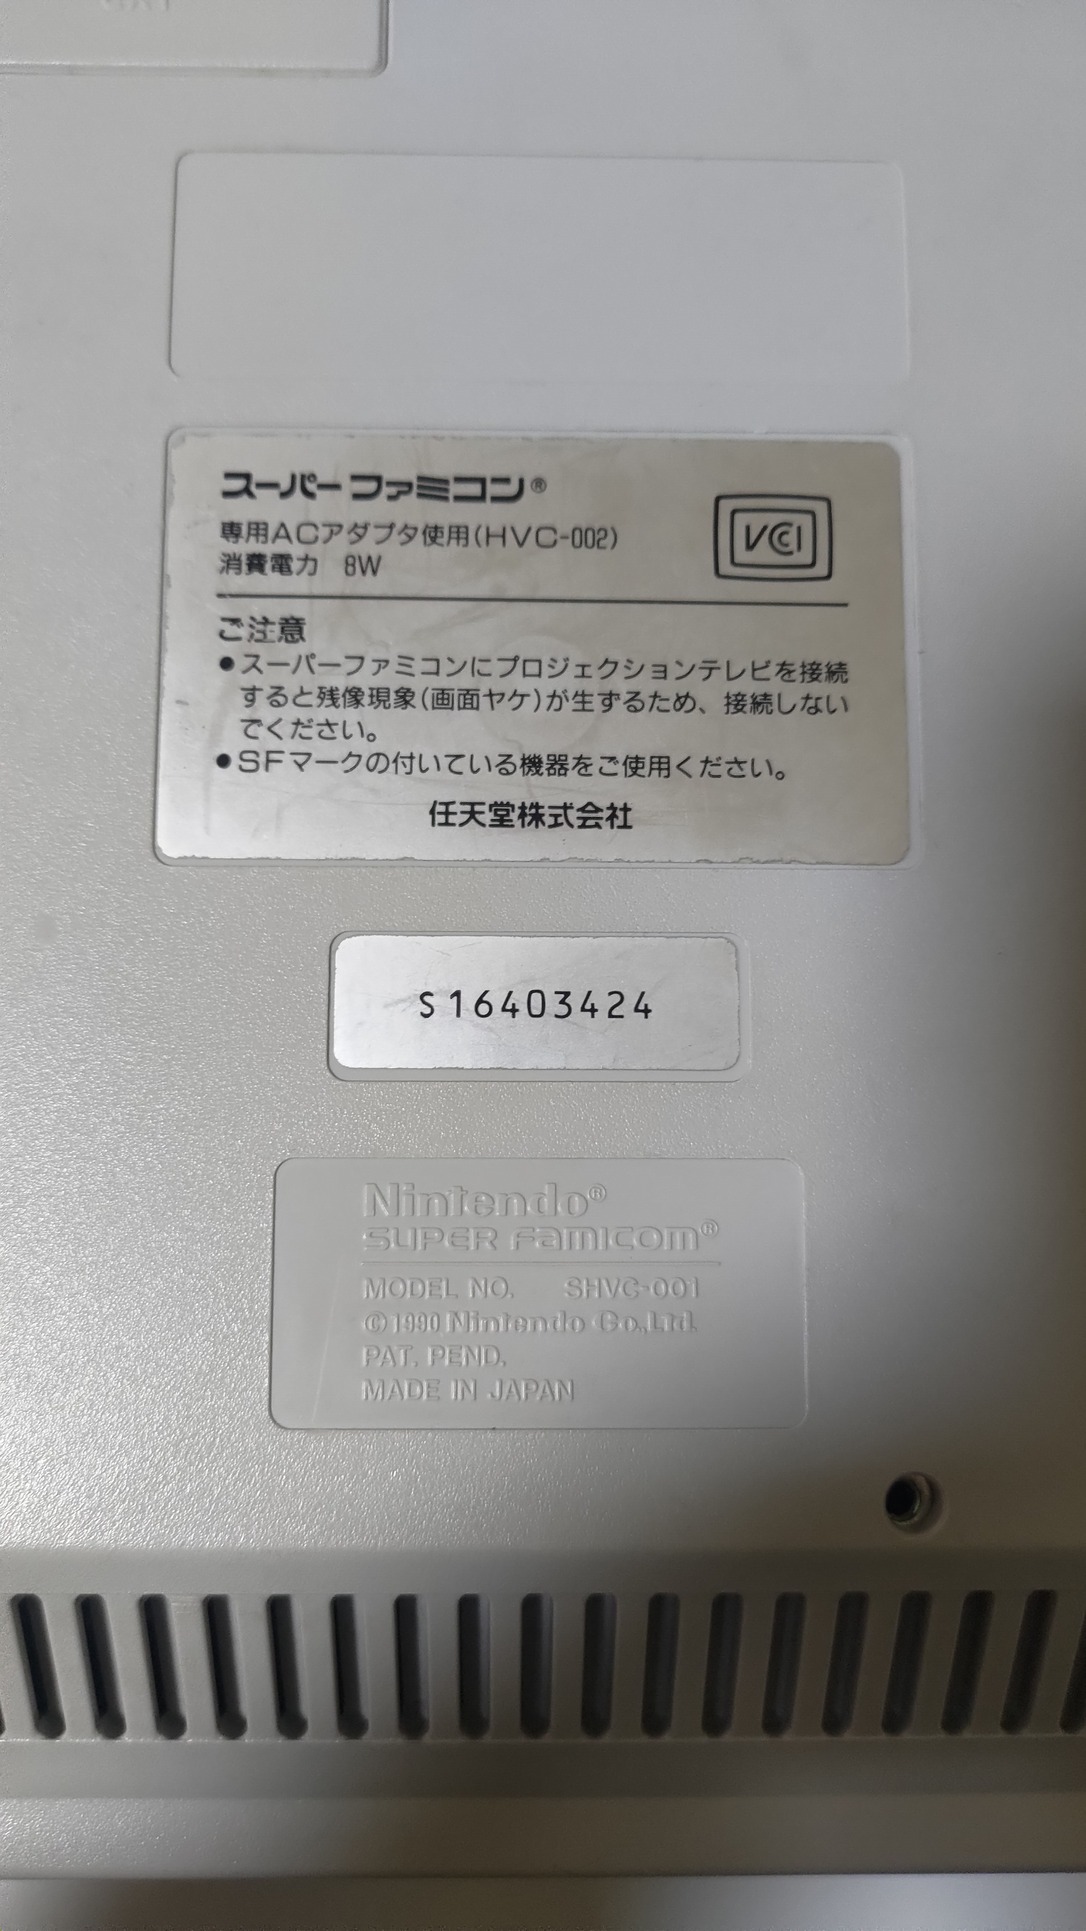 スーパーファミコン®
専用ACアダプタ使用(HVC-002)
消費電力 8W
VCCI
ご注意
●スーパーファミコンにプロジェクションテレビを接続
すると残像現象(画面ヤケ)が生ずるため、接続しない
でください。
●SFマークの付いている機器をご使用ください。
任天堂株式会社
S16403424
Nintendo®
SUPER FAMICOM®
MODEL NO. SHVC-001
©1990 Nintendo Co.,Ltd.
PAT. PEND.
MADE IN JAPAN